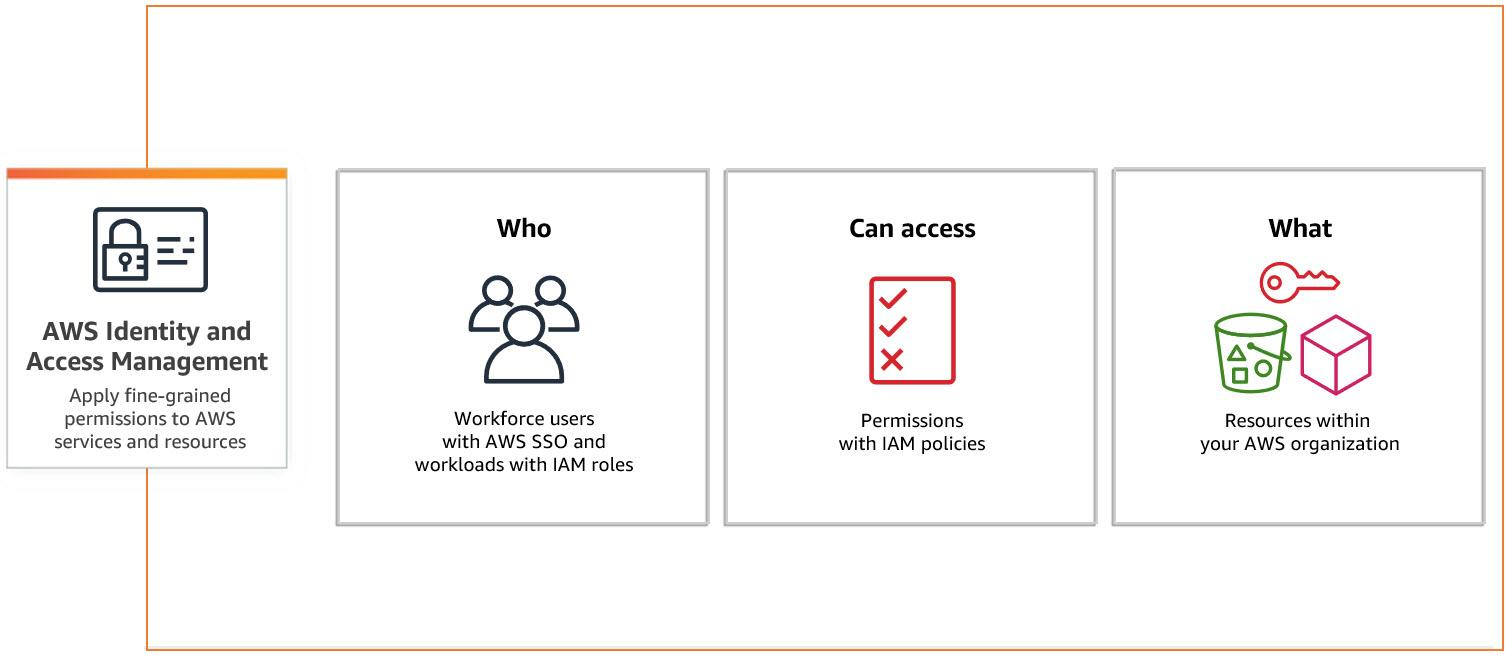 AWS Identity and
Access Management
Apply fine-grained
permissions to AWS
services and resources
Who
Workforce users
with AWS SSO and
workloads with IAM roles
Can access
Permissions
with IAM policies
What
Resources within
your AWS organization